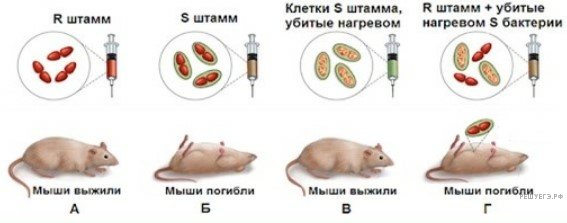 R штамм
S штамм
Клетки S штамма,
убитые нагревом
R штамм + убитые
нагревом S бактерии
Мыши выжили
Мыши погибли
Мыши выжили
Мыши погибли
А
Б
В
Г
РЕШУЕГЭ.РФ